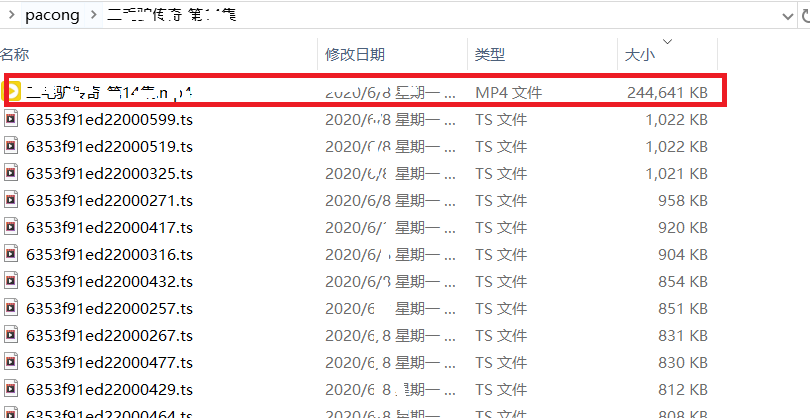 pacong 二毛驴传奇 第14集
名称 修改日期 类型 大小
第14集.mp4 2020/6/8 星期一 MP4 文件 244,641 KB
6353f91ed22000599.ts 2020/6/ 星期一 ... TS 文件 1,022 KB
6353f91ed22000519.ts 2020/6/8 星期一 ... TS 文件 1,022 KB
6353f91ed22000325.ts 2020/6/8 星期一 ... TS 文件 1,021 KB
6353f91ed22000271.ts 2020/6/8 星期一 ... TS 文件 958 KB
6353f91ed22000417.ts 2020/6/ 星期一 ... TS 文件 920 KB
6353f91ed22000316.ts 2020/6/ 星期一 ... TS 文件 904 KB
6353f91ed22000432.ts 2020/6/8 星期一 ... TS 文件 854 KB
6353f91ed22000257.ts 2020/6 星期一 ... TS 文件 851 KB
6353f91ed22000267.ts 2020/6/8 星期一 ... TS 文件 831 KB
6353f91ed22000477.ts 2020/6/8 星期一 ... TS 文件 830 KB
6353f91ed22000429.ts 2020/6/8 星期一 ... TS 文件 812 KB
6353f91ed22000464.ts 2020/6/8 星期一 ... TS 文件 808 KB